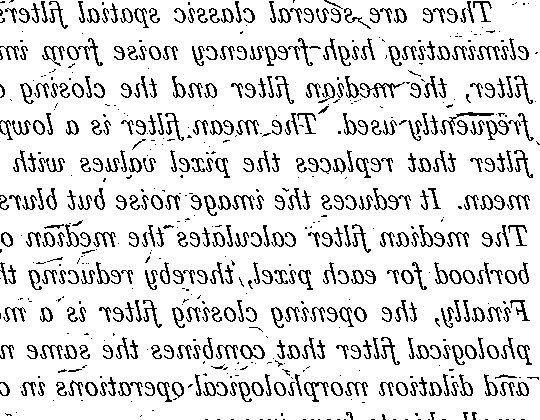 There are several classic spatial filters
eliminating high frequency noise from im
filter, the median filter and the closing o
frequently used. The mean filter is a lowp
filter that replaces the pixel values with
mean. It reduces the image noise but blurs
The median filter calculates the median o
borhood for each pixel, thereby reducing th
Finally, the opening closing filter is a mo
phological filter that combines the same n
and dilation morphological operations in o